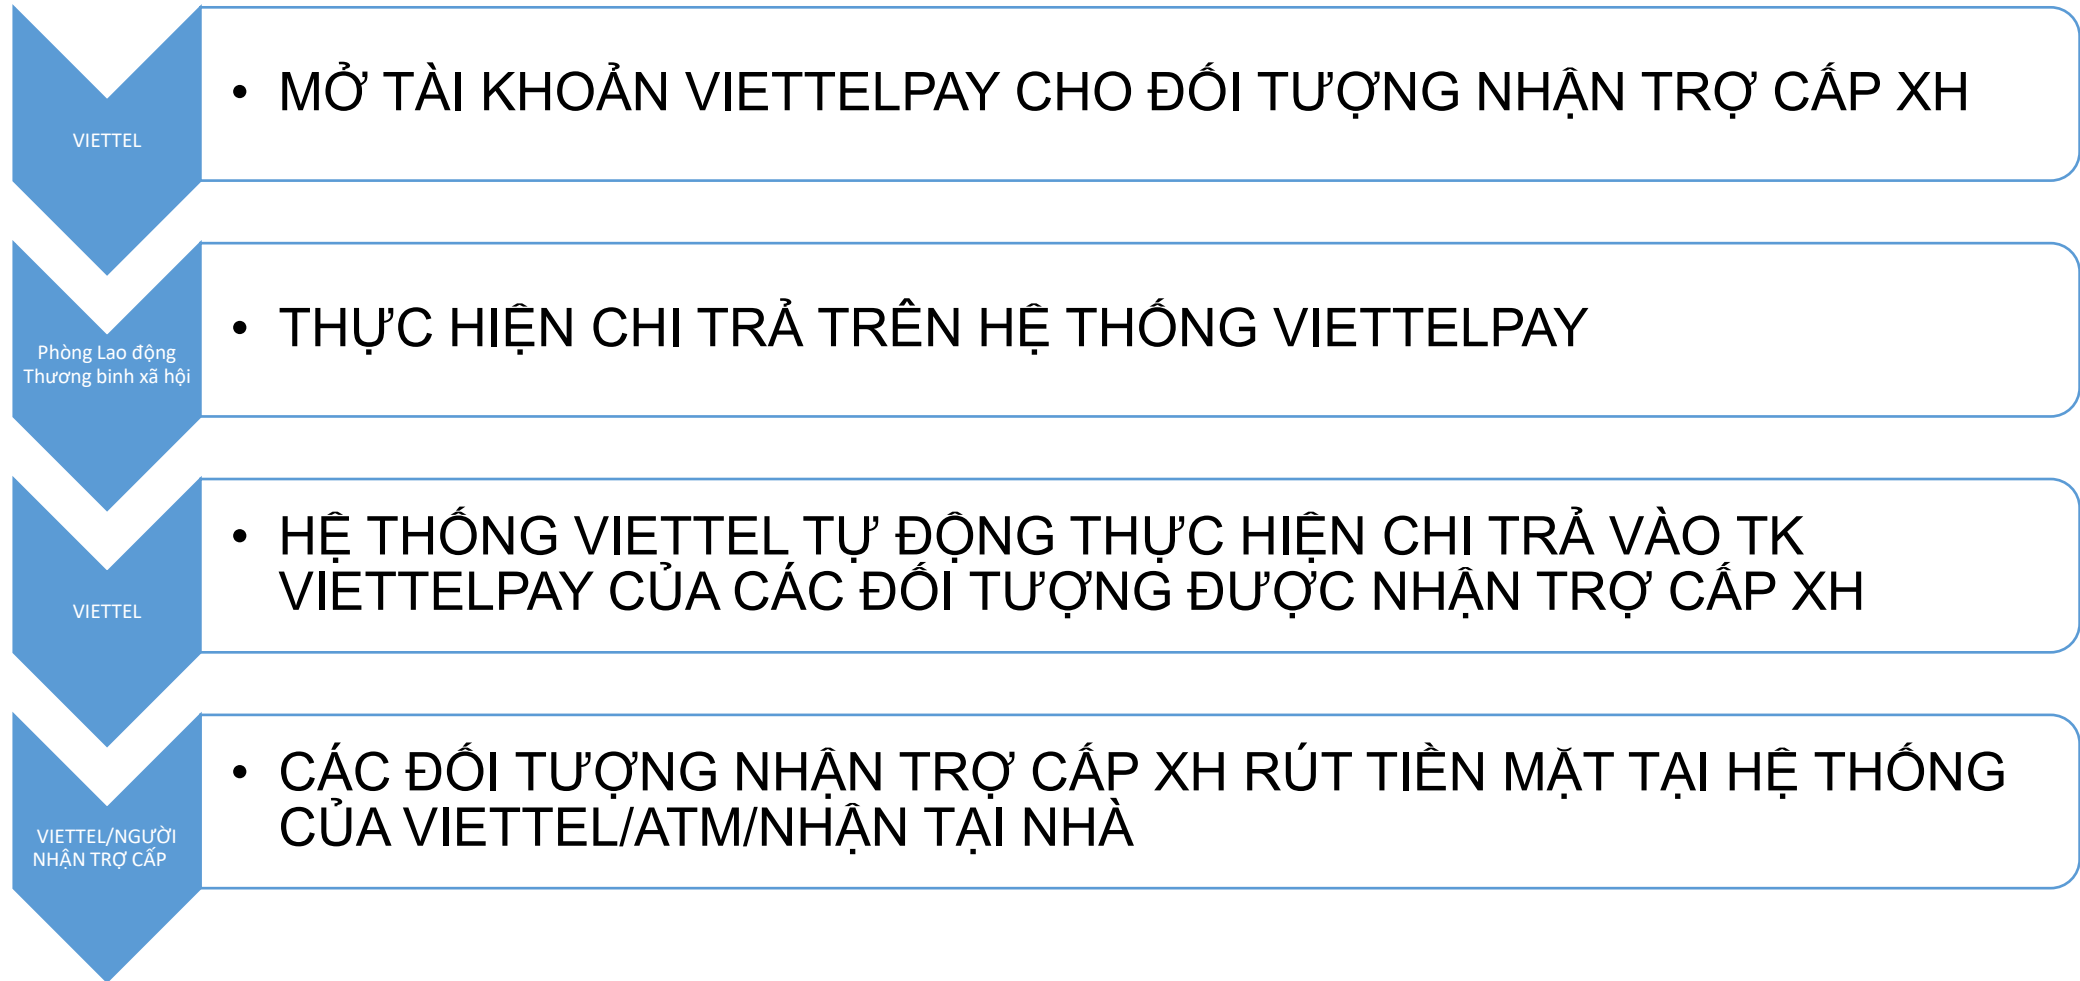 VIETTEL
• MỞ TÀI KHOẢN VIETTELPAY CHO ĐỐI TƯỢNG NHẬN TRỢ CẤP XH
Phòng Lao động
Thương binh xã hội
• THỰC HIỆN CHI TRẢ TRÊN HỆ THỐNG VIETTELPAY
VIETTEL
• HỆ THỐNG VIETTEL TỰ ĐỘNG THỰC HIỆN CHI TRẢ VÀO TK
VIETTELPAY CỦA CÁC ĐỐI TƯỢNG ĐƯỢC NHẬN TRỢ CẤP XH
VIETTEL/NGƯỜI
NHẬN TRỢ CẤP
• CÁC ĐỐI TƯỢNG NHẬN TRỢ CẤP XH RÚT TIỀN MẶT TẠI HỆ THỐNG
CỦA VIETTEL/ATM/NHẬN TẠI NHÀ